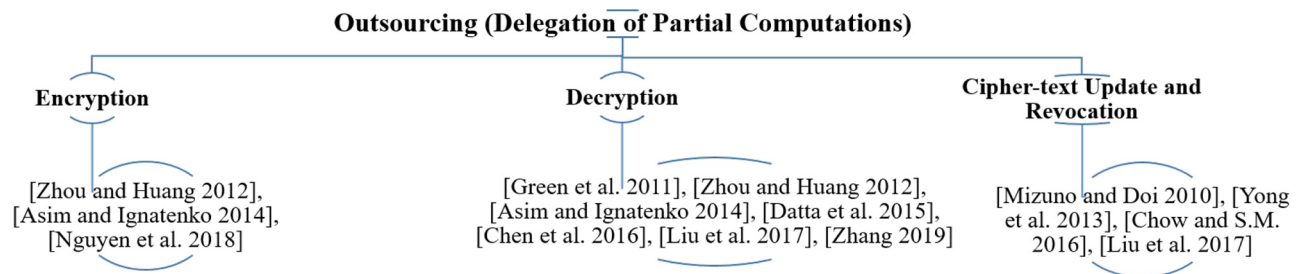 Outsourcing (Delegation of Partial Computations)
Encryption
Decryption
Cipher-text Update and
Revocation
[Zhou and Huang 2012],
[Asim and Ignatenko 2014],
[Nguyen et al. 2018]
[Green et al. 2011], [Zhou and Huang 2012],
[Asim and Ignatenko 2014], [Datta et al. 2015],
[Chen et al. 2016], [Liu et al. 2017], [Zhang 2019]
[Mizuno and Doi 2010], [Yong
et al. 2013], [Chow and S.M.
2016], [Liu et al. 2017]